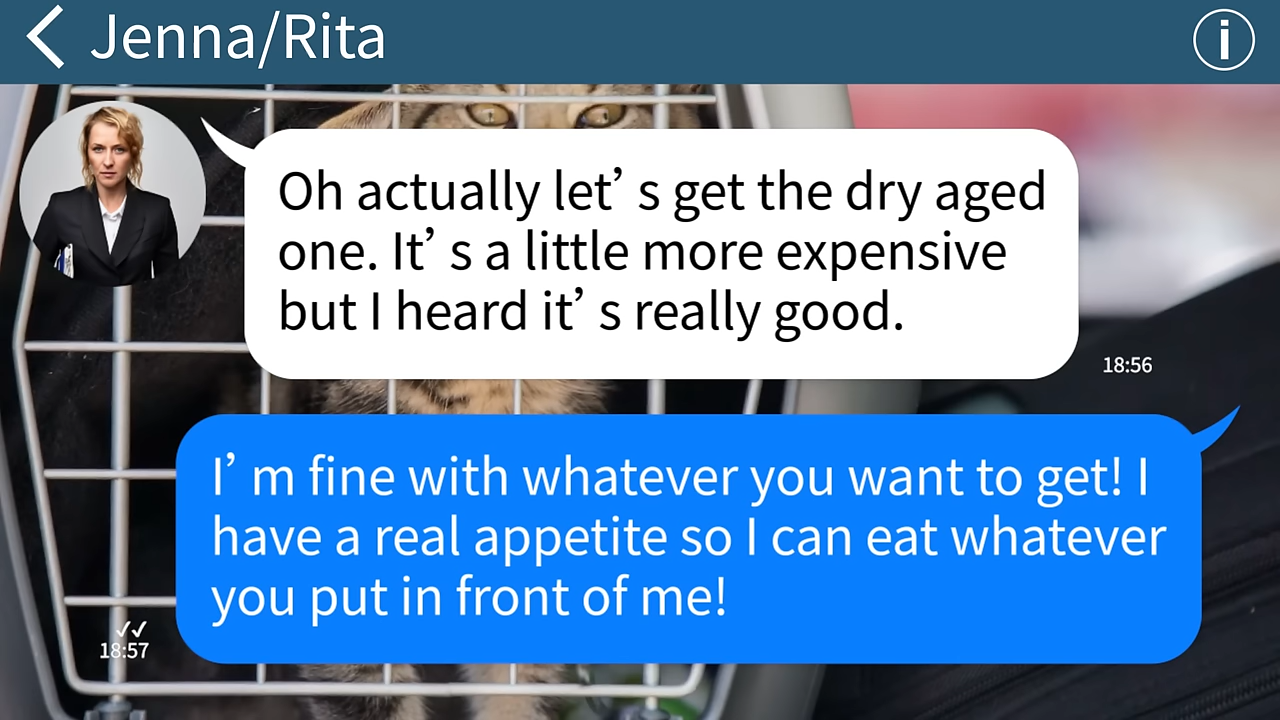 Jenna/Rita
Oh actually let’s get the dry aged
one. It’s a little more expensive
but I heard it’s really good.
18:56
I’m fine with whatever you want to get! I
have a real appetite so I can eat whatever
you put in front of me!
18:57